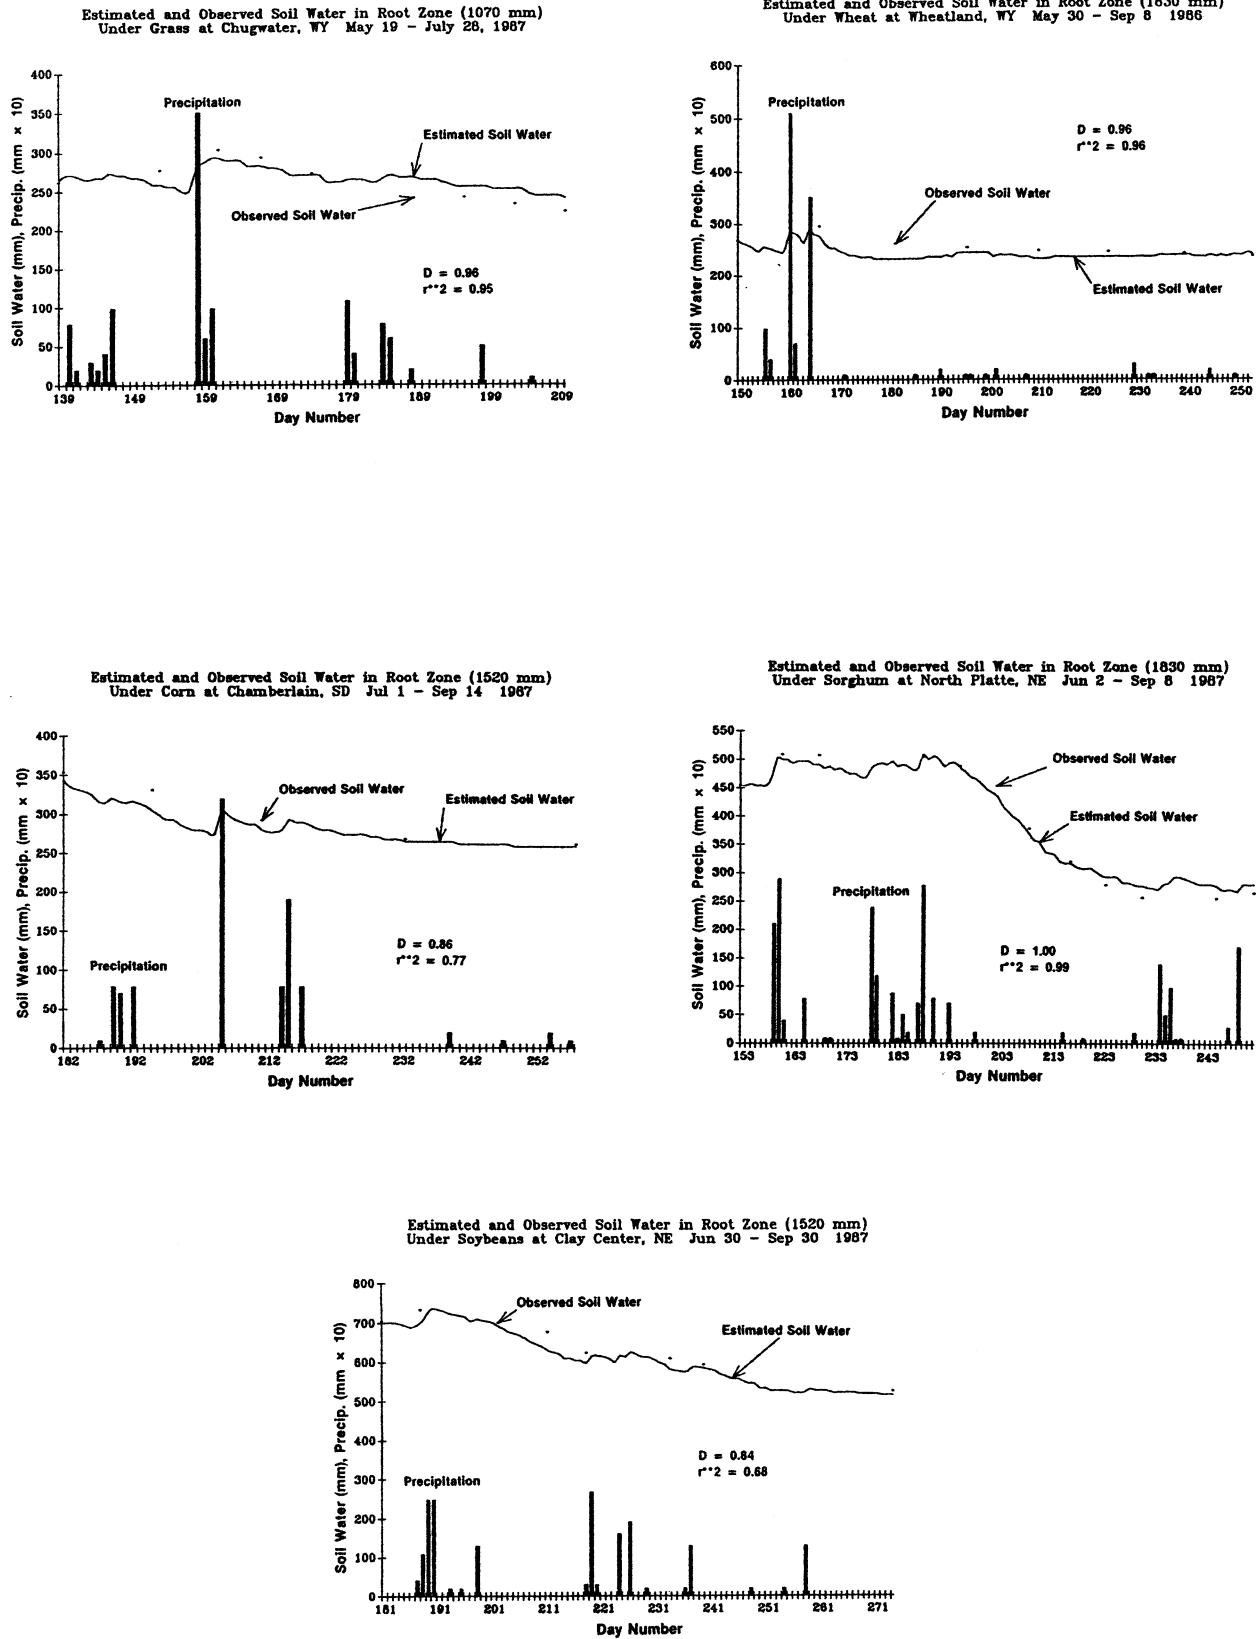 Estimated and Observed Soil Water in Root Zone (1070 mm)
Under Grass at Chugwater, WY May 19 - July 28, 1987
400
350
300
250
200
150
100
50
0
Soil Water (mm), Precip. (mm × 10)
Precipitation
Estimated Soil Water
Observed Soil Water
D = 0.96
r**2 = 0.95
139 149 159 169 179 189 199 209
Day Number
Estimated and Observed Soil Water in Root Zone (1830 mm)
Under Wheat at Wheatland, WY May 30 - Sep 8 1986
600
500
400
300
200
100
0
Soil Water (mm), Precip. (mm × 10)
Precipitation
D = 0.96
r**2 = 0.96
Observed Soil Water
Estimated Soil Water
150 160 170 180 190 200 210 220 230 240 250
Day Number
Estimated and Observed Soil Water in Root Zone (1520 mm)
Under Corn at Chamberlain, SD Jul 1 - Sep 14 1987
400
350
300
250
200
150
100
50
0
Soil Water (mm), Precip. (mm × 10)
Observed Soil Water
Estimated Soil Water
D = 0.86
r**2 = 0.77
Precipitation
182 192 202 212 222 232 242 252
Day Number
Estimated and Observed Soil Water in Root Zone (1830 mm)
Under Sorghum at North Platte, NE Jun 2 - Sep 8 1987
550
500
450
400
350
300
250
200
150
100
50
0
Soil Water (mm), Precip. (mm × 10)
Observed Soil Water
Estimated Soil Water
Precipitation
D = 1.00
r**2 = 0.99
153 163 173 183 193 203 213 223 233 243
Day Number
Estimated and Observed Soil Water in Root Zone (1520 mm)
Under Soybeans at Clay Center, NE Jun 30 - Sep 30 1987
800
700
600
500
400
300
200
100
0
Soil Water (mm), Precip. (mm × 10)
Observed Soil Water
Estimated Soil Water
D = 0.84
r**2 = 0.68
Precipitation
181 191 201 211 221 231 241 251 261 271
Day Number